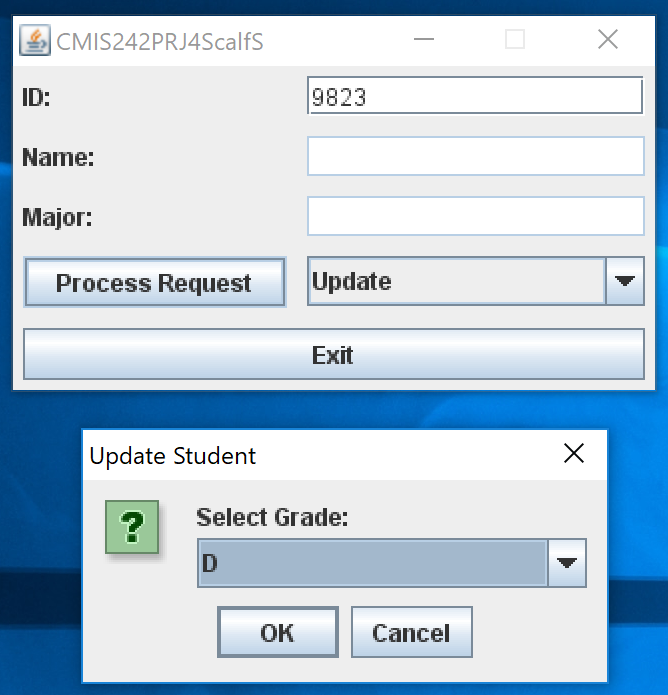 CMIS242PRJ4ScalfS
ID: 9823
Name:
Major:
Process Request Update
Exit
Update Student
?
Select Grade:
D
OK Cancel